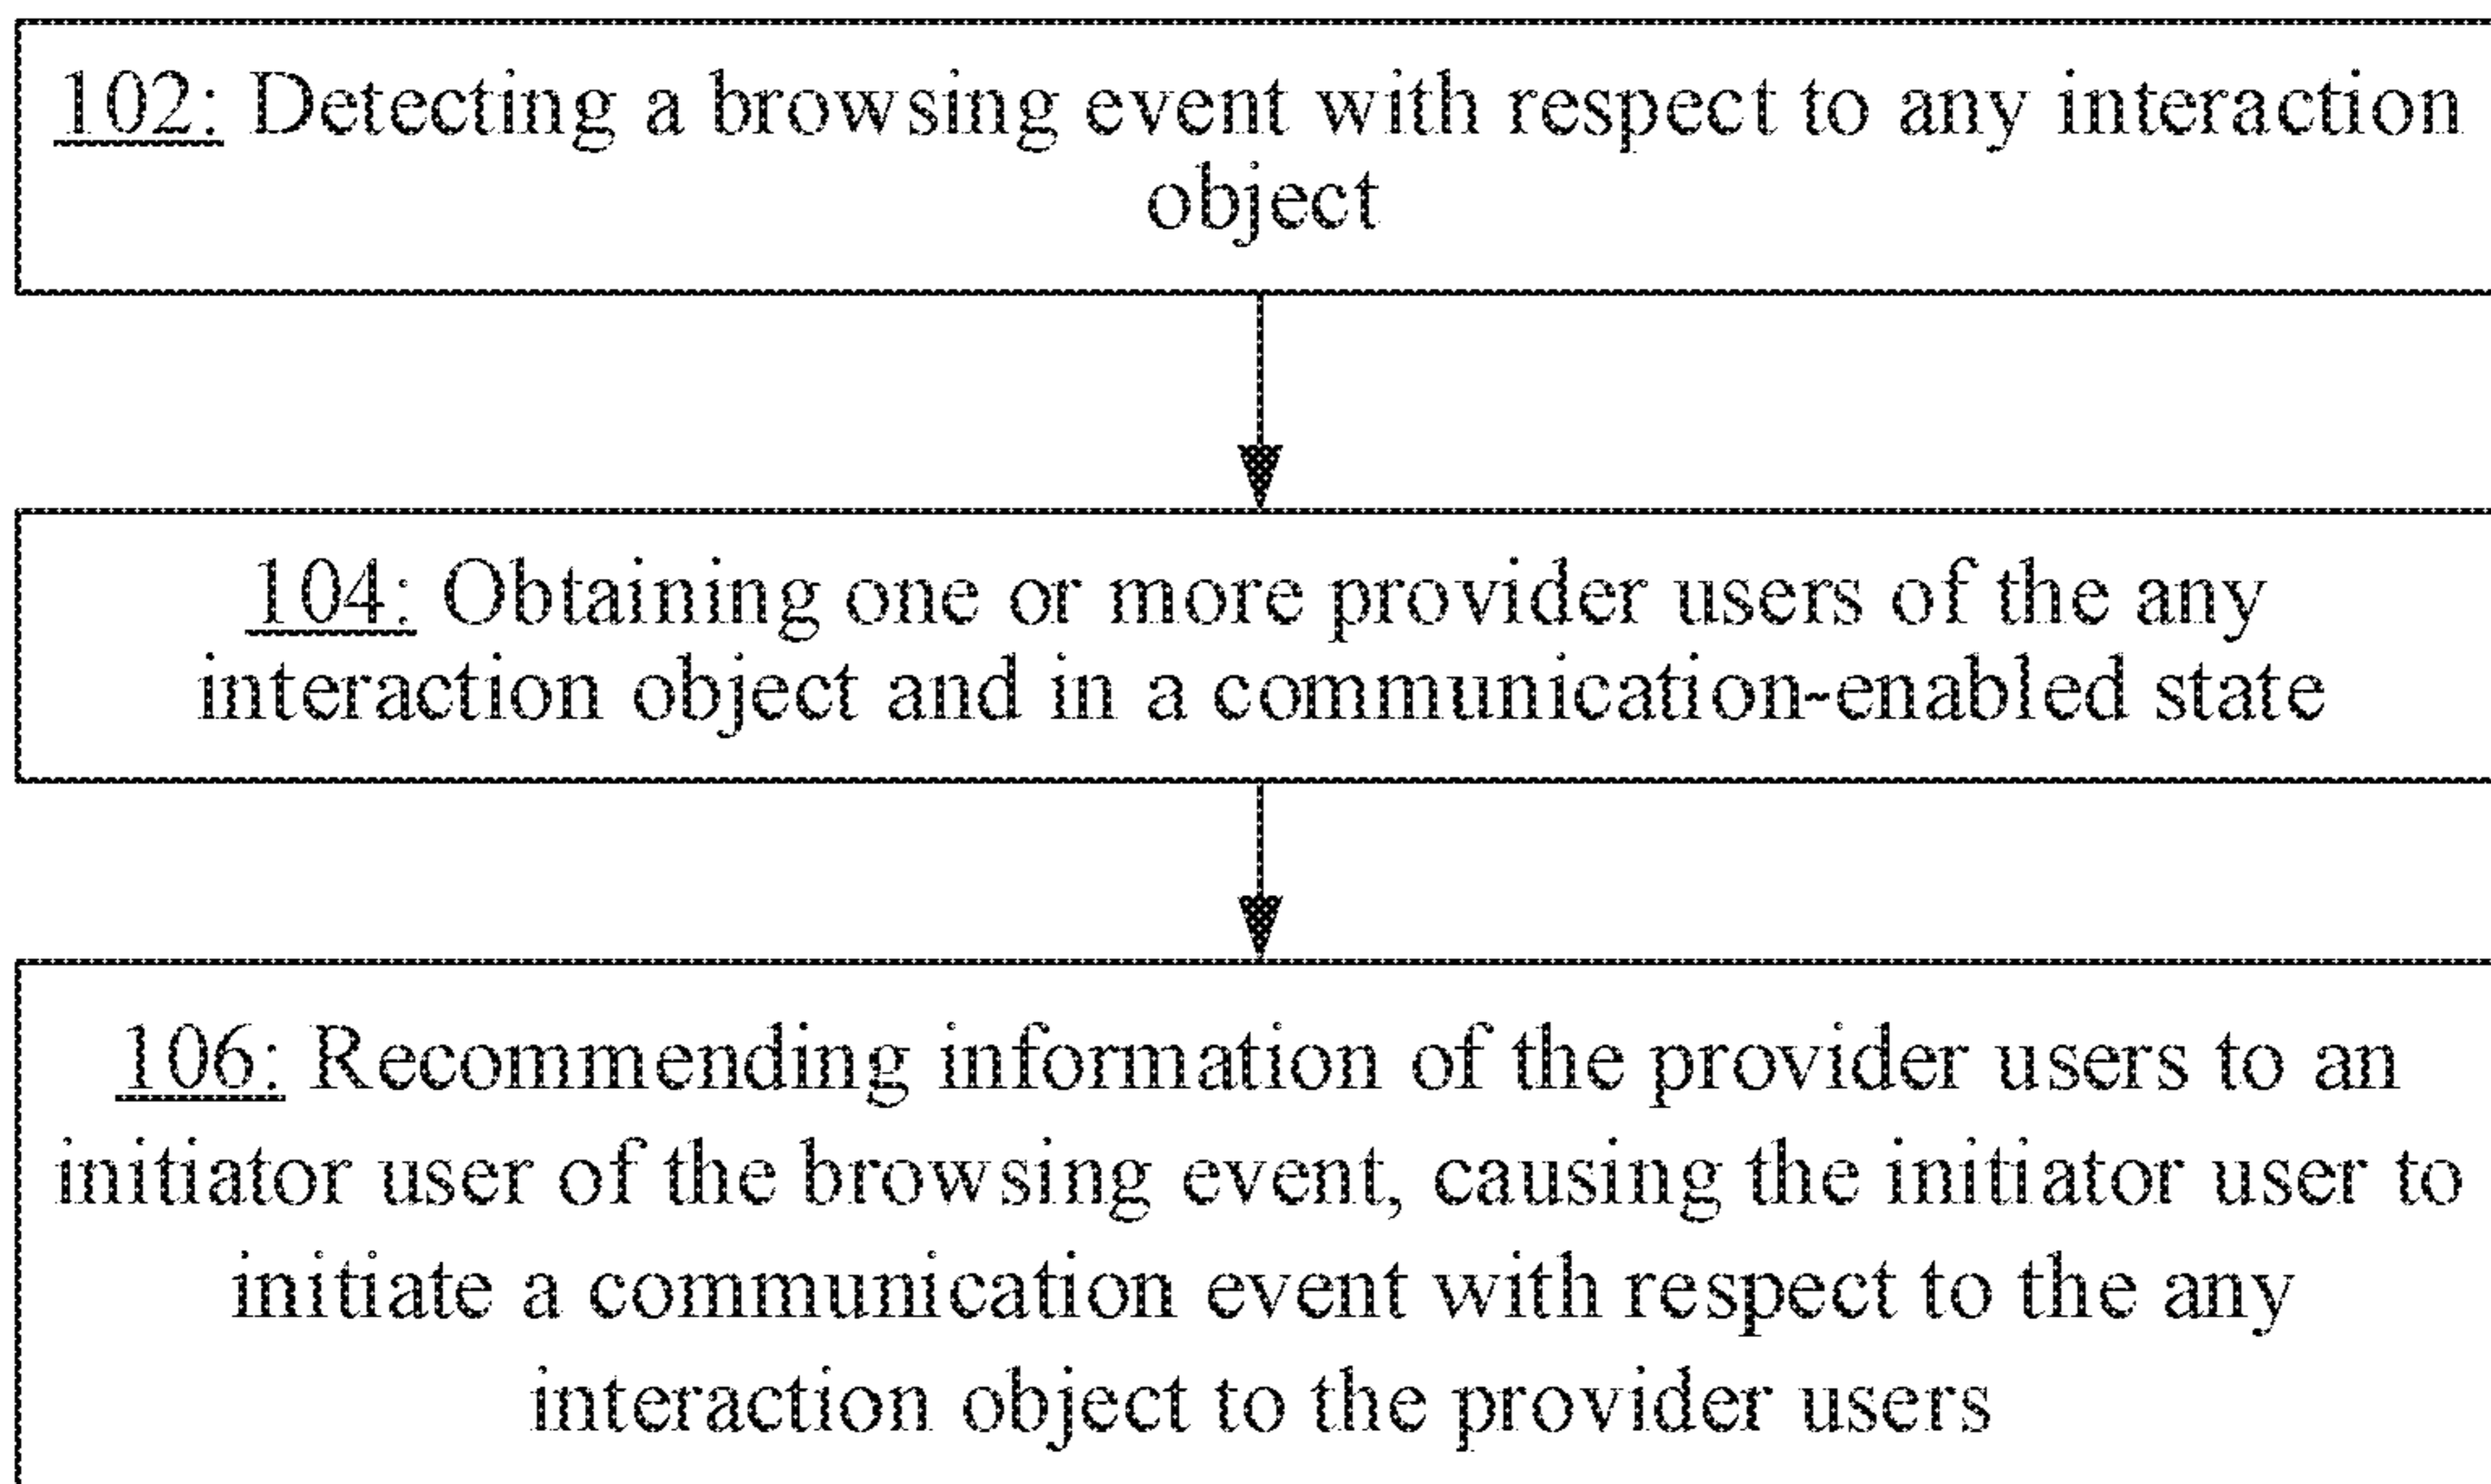 102: Detecting a browsing event with respect to any interaction
object
104: Obtaining one or more provider users of the any
interaction object and in a communication-enabled state
106: Recommending information of the provider users to an
initiator user of the browsing event, causing the initiator user to
initiate a communication event with respect to the any
interaction object to the provider users